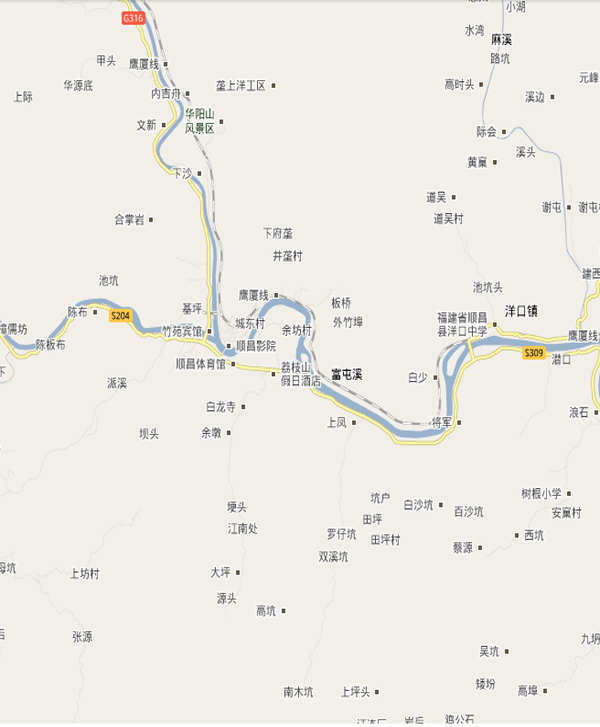 小湖
G316
水湾
麻溪
路坑
甲头
鹰厦线
元峰
华源底
垄上洋工区
高时头
上际
内吉舟
溪边
华阳山
风景区
文新
际会
溪头
黄窠
下沙
道吴
谢屯
道吴村
合掌岩
下府垄
井垄村
建西
池坑
池坑头
鹰厦线
板桥
陈布
S204
基坪
外竹埠
洋口镇
福建省顺昌
县洋口中学
城东村
余坊村
竹苑宾馆
鹰厦线
陈板布
顺昌影院
S309
潜口
顺昌体育馆
荔枝山
假日酒店
富屯溪
派溪
白少
白龙寺
浪石
上凤
将军
坝头
余墩
坑户
树根小学
埂头
白沙坑
百沙坑
安窠村
田坪
江南处
罗仔坑
田坪村
西坑
蔡源
双溪坑
上坊村
大坪
源头
高坑
张源
吴坑
南木坑
上坪头
矮坋
高埠
鸡公石